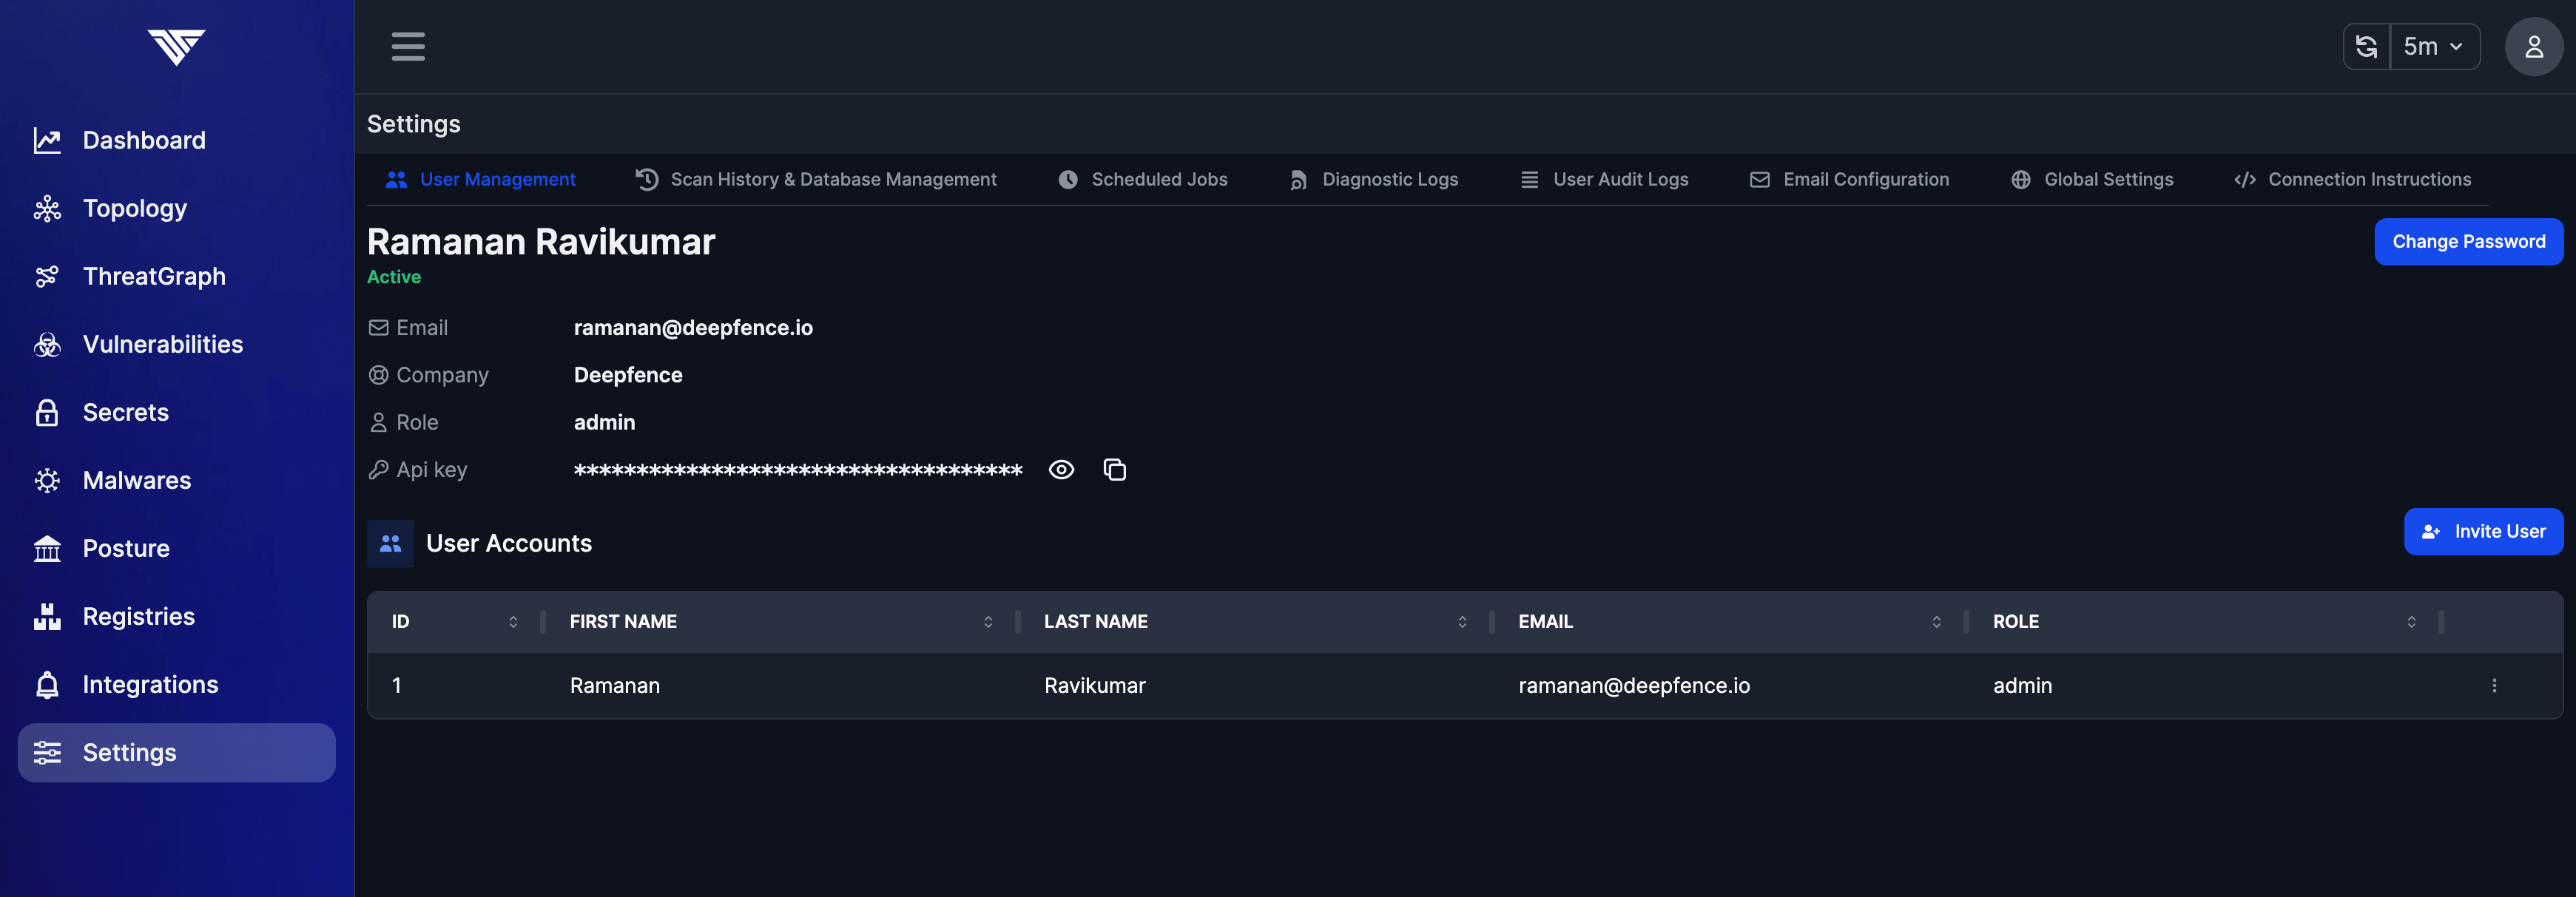 5m
Dashboard
Topology
ThreatGraph
Vulnerabilities
Secrets
Malwares
Posture
Registries
Integrations
Settings
Settings
User Management
Scan History & Database Management
Scheduled Jobs
Diagnostic Logs
User Audit Logs
Email Configuration
Global Settings
Connection Instructions
Ramanan Ravikumar
Change Password
Active
Email ramanan@deepfence.io
Company Deepfence
Role admin
Api key ************************************
User Accounts
Invite User
ID FIRST NAME LAST NAME EMAIL ROLE
1 Ramanan Ravikumar ramanan@deepfence.io admin